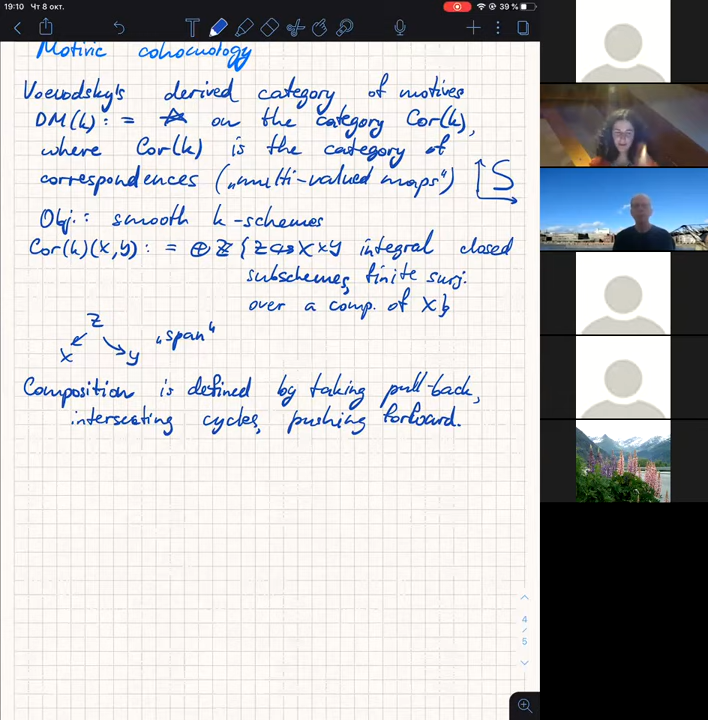 19:10 Чт 8 окт.
39 %
Motivic cohomology
Voevodsky's derived category of motives
DM(k) : = ☆ on the category Cor(k),
where Cor(k) is the category of
correspondences („multi-valued maps“)
Obj.: smooth k-schemes
Cor(k)(X,Y) : = ⊕ ℤ { Z ↪ X × Y integral closed
subschemes, finite surj.
over a comp. of X }
Z
X Y „span“
Composition is defined by taking pull-back,
intersecting cycles, pushing forward.
4
/
5